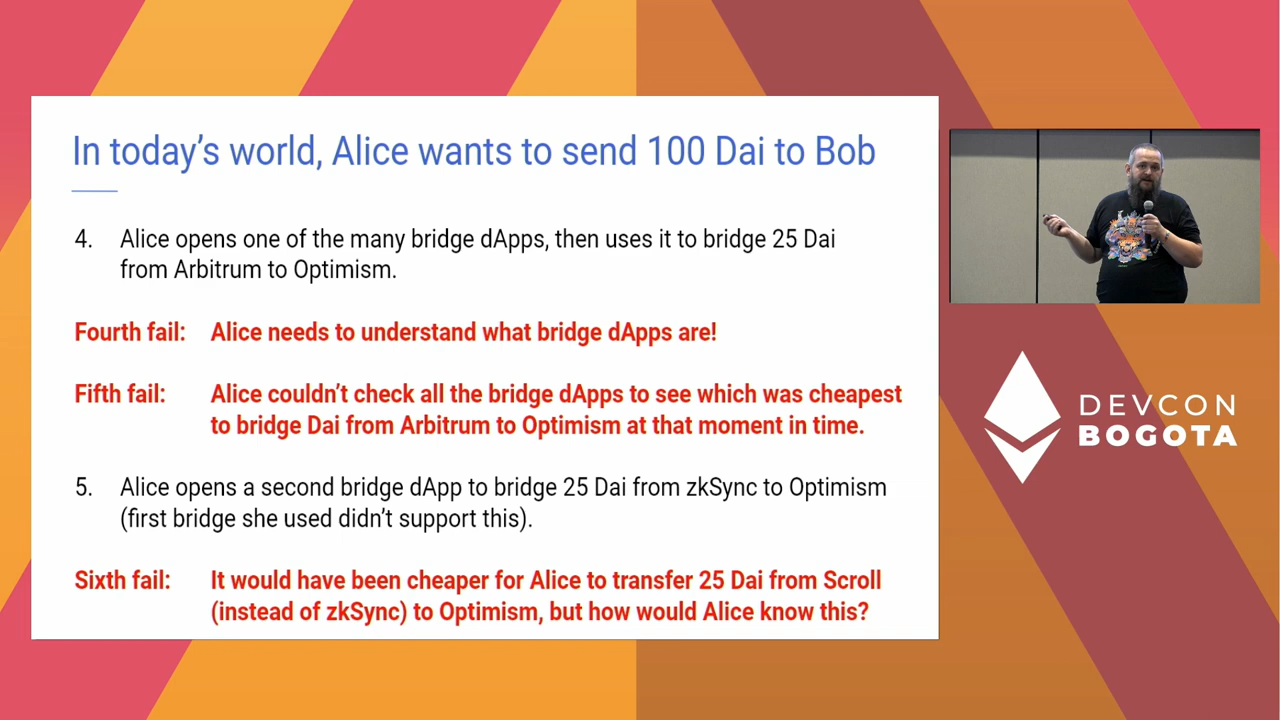 In today's world, Alice wants to send 100 Dai to Bob
4. Alice opens one of the many bridge dApps, then uses it to bridge 25 Dai
from Arbitrum to Optimism.
Fourth fail: Alice needs to understand what bridge dApps are!
Fifth fail: Alice couldn't check all the bridge dApps to see which was cheapest
to bridge Dai from Arbitrum to Optimism at that moment in time.
5. Alice opens a second bridge dApp to bridge 25 Dai from zkSync to Optimism
(first bridge she used didn't support this).
Sixth fail: It would have been cheaper for Alice to transfer 25 Dai from Scroll
(instead of zkSync) to Optimism, but how would Alice know this?
DEVCON
BOGOTA